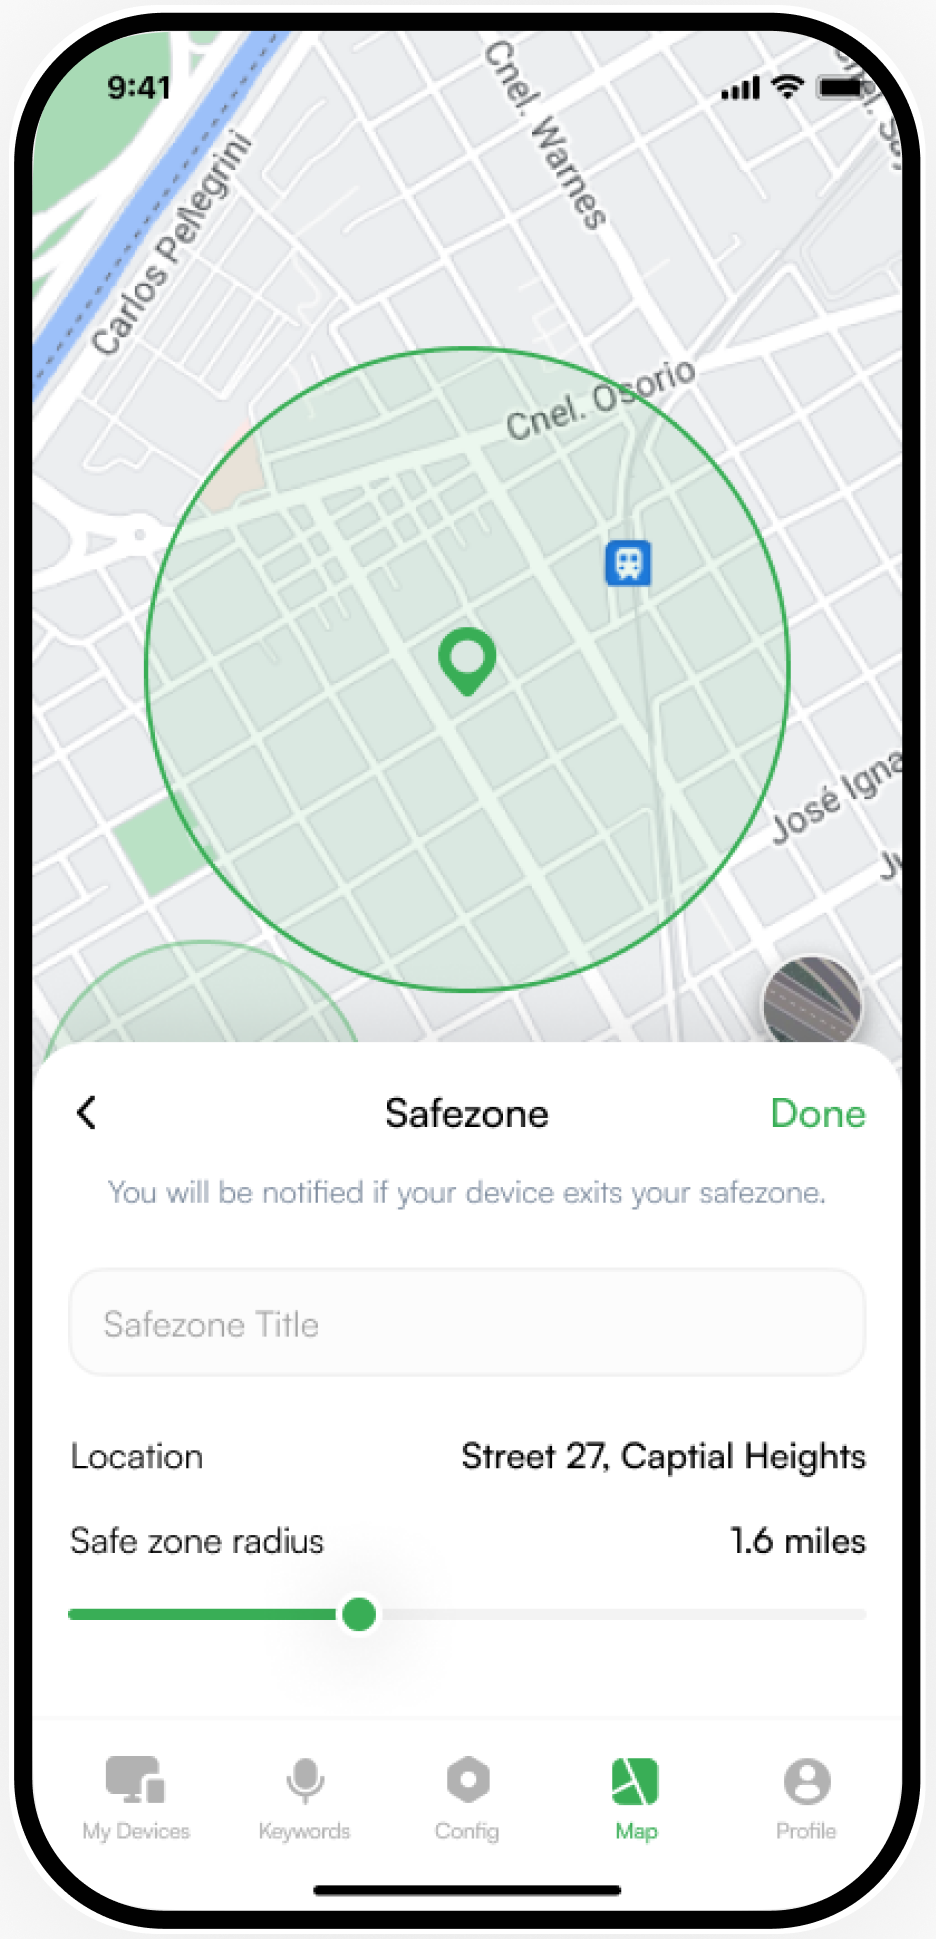 9:41
Cnel. Warnes
Carlos Pellegrini
Cnel. Osorio
José Igna
Safezone
Done
You will be notified if your device exits your safezone.
Safezone Title
Location
Street 27, Captial Heights
Safe zone radius
1.6 miles
My Devices
Keywords
Config
Map
Profile